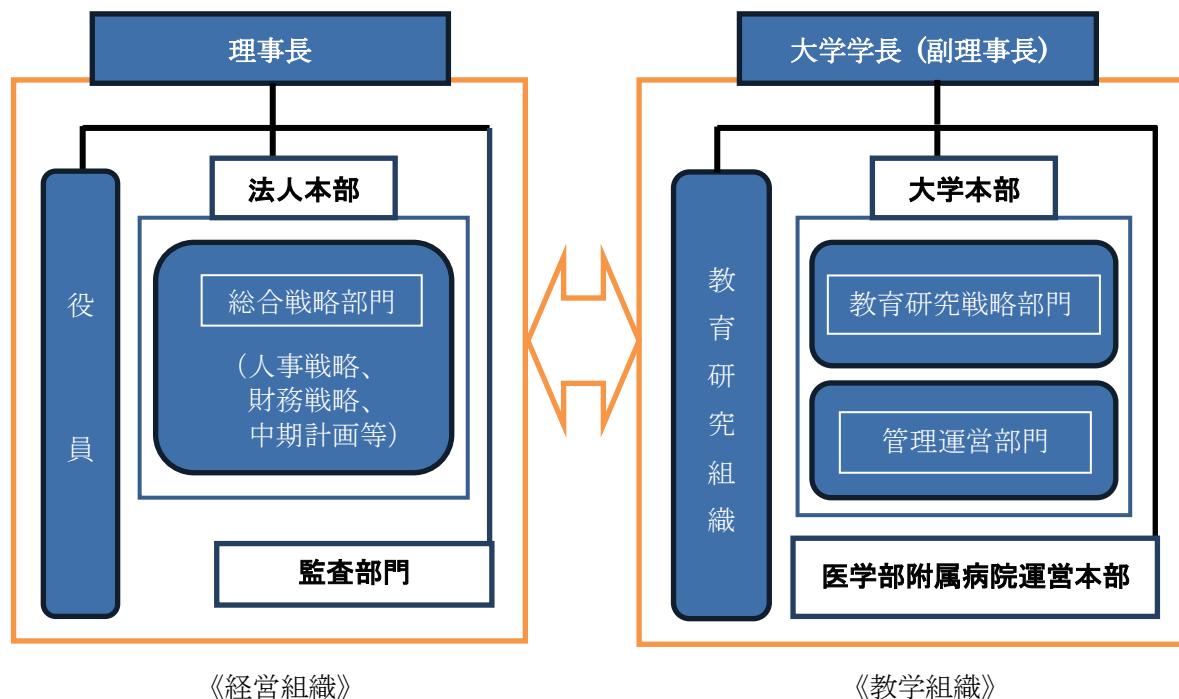 理事長
法人本部
役員
総合戦略部門
（人事戦略、
財務戦略、
中期計画等）
監査部門
《経営組織》
大学学長（副理事長）
大学本部
教育研究組織
教育研究戦略部門
管理運営部門
医学部附属病院運営本部
《教学組織》